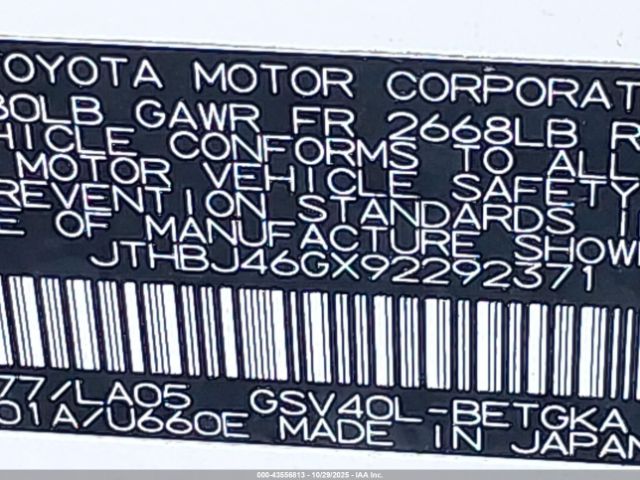 TOYOTA MOTOR CORPORAT
80LB GAWR FR 2668LB R
HICLE CONFORMS TO ALL
MOTOR VEHICLE SAFETY
REVENTION STANDARDS I
E OF MANUFACTURE SHOW
JTHBJ46GX92292371
77/LA05 GSV40L-BETGKA
01A/U660E MADE IN JAPAN
000-43556813 - 10/29/2025 - IAA Inc.